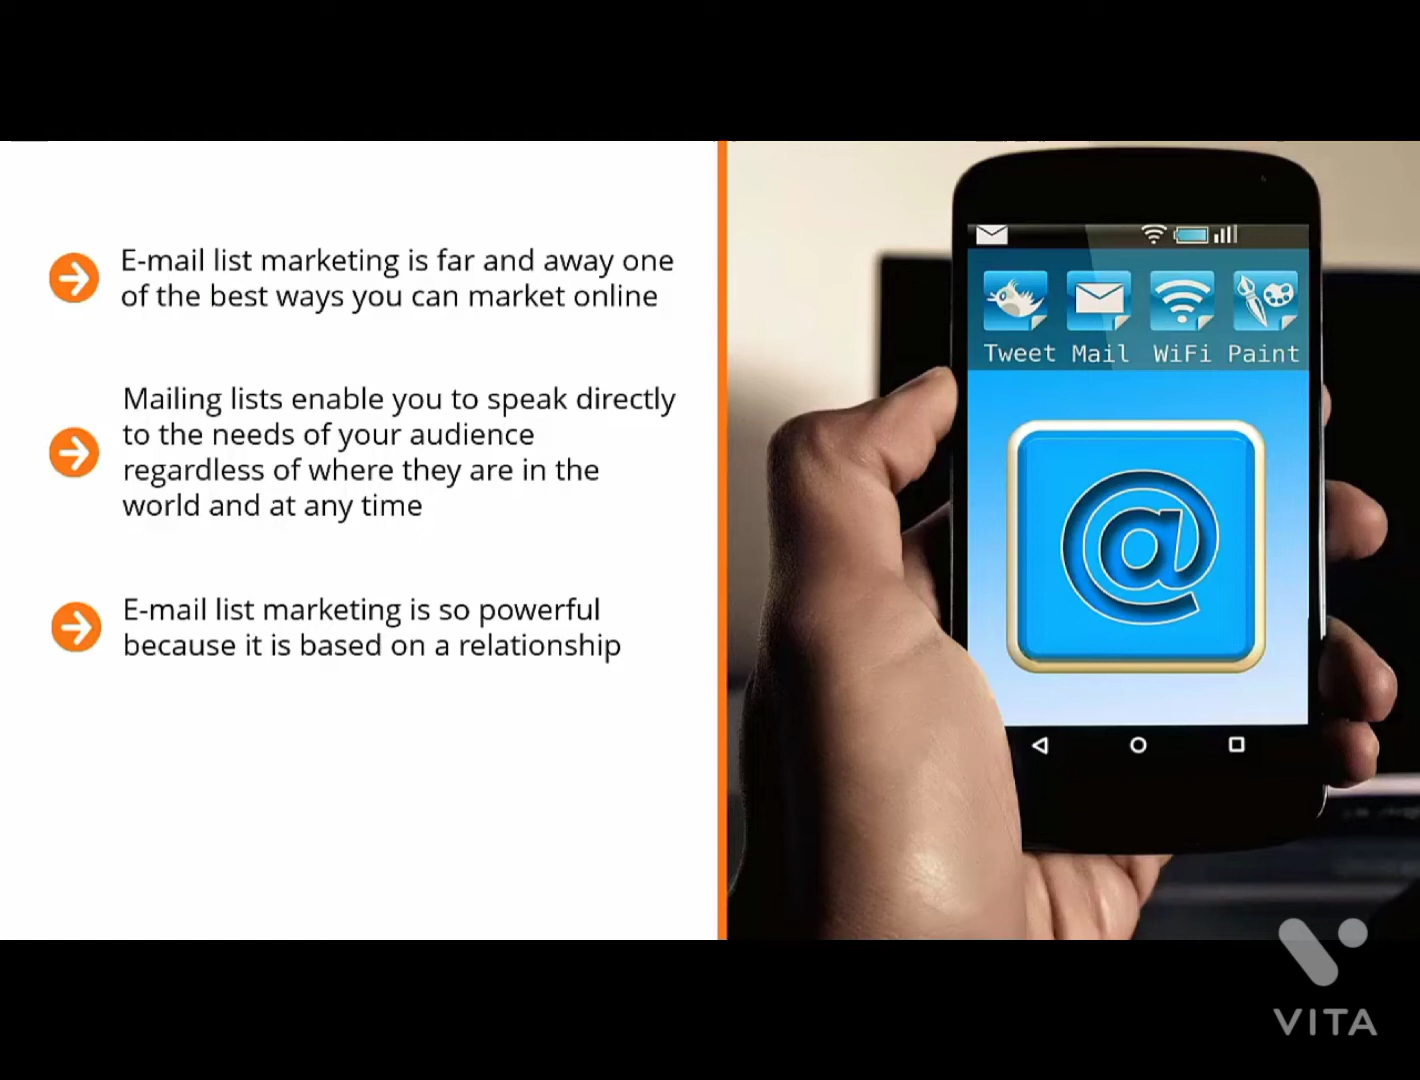 E-mail list marketing is far and away one
of the best ways you can market online
Mailing lists enable you to speak directly
to the needs of your audience
regardless of where they are in the
world and at any time
E-mail list marketing is so powerful
because it is based on a relationship
Tweet Mail WiFi Paint
@
VITA